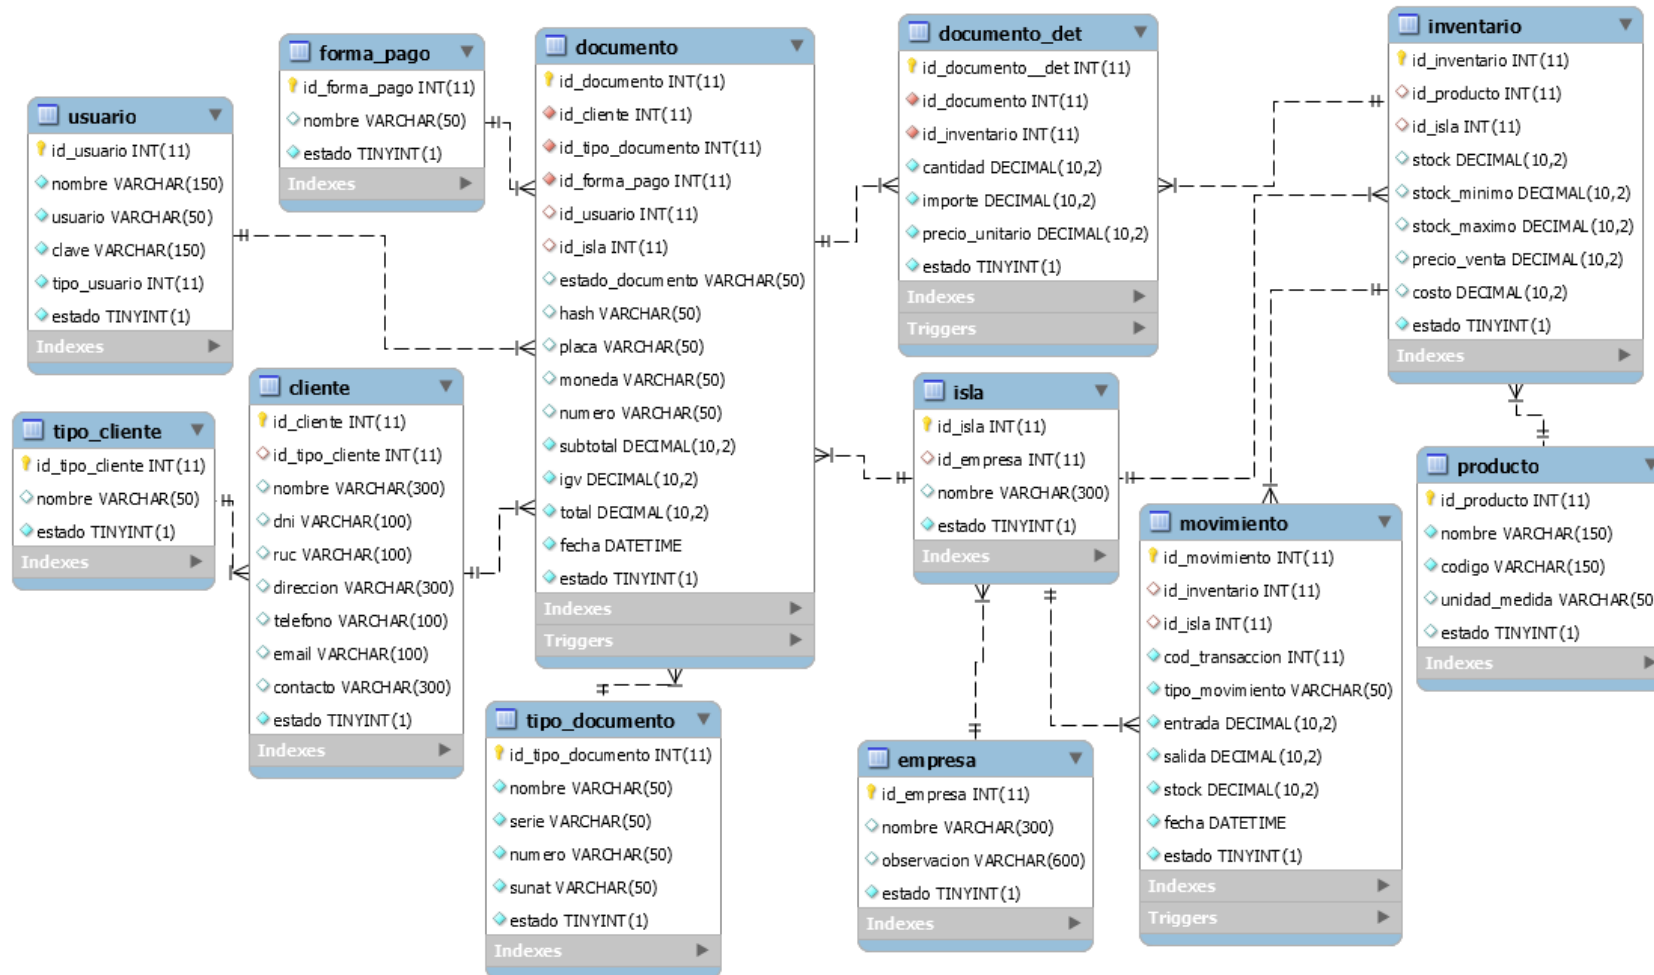 forma_pago
id_forma_pago INT(11)
nombre VARCHAR(50)
estado TINYINT(1)
Indexes
usuario
id_usuario INT(11)
nombre VARCHAR(150)
usuario VARCHAR(50)
clave VARCHAR(150)
tipo_usuario INT(11)
estado TINYINT(1)
Indexes
tipo_cliente
id_tipo_cliente INT(11)
nombre VARCHAR(50)
estado TINYINT(1)
Indexes
cliente
id_cliente INT(11)
id_tipo_cliente INT(11)
nombre VARCHAR(300)
dni VARCHAR(100)
ruc VARCHAR(100)
direccion VARCHAR(300)
telefono VARCHAR(100)
email VARCHAR(100)
contacto VARCHAR(300)
estado TINYINT(1)
Indexes
documento
id_documento INT(11)
id_cliente INT(11)
id_tipo_documento INT(11)
id_forma_pago INT(11)
id_usuario INT(11)
id_isla INT(11)
estado_documento VARCHAR(50)
hash VARCHAR(50)
placa VARCHAR(50)
moneda VARCHAR(50)
numero VARCHAR(50)
subtotal DECIMAL(10,2)
igv DECIMAL(10,2)
total DECIMAL(10,2)
fecha DATETIME
estado TINYINT(1)
Indexes
Triggers
tipo_documento
id_tipo_documento INT(11)
nombre VARCHAR(50)
serie VARCHAR(50)
numero VARCHAR(50)
sunat VARCHAR(50)
estado TINYINT(1)
Indexes
documento_det
id_documento__det INT(11)
id_documento INT(11)
id_inventario INT(11)
cantidad DECIMAL(10,2)
importe DECIMAL(10,2)
precio_unitario DECIMAL(10,2)
estado TINYINT(1)
Indexes
Triggers
isla
id_isla INT(11)
id_empresa INT(11)
nombre VARCHAR(300)
estado TINYINT(1)
Indexes
empresa
id_empresa INT(11)
nombre VARCHAR(300)
observacion VARCHAR(600)
estado TINYINT(1)
Indexes
inventario
id_inventario INT(11)
id_producto INT(11)
id_isla INT(11)
stock DECIMAL(10,2)
stock_minimo DECIMAL(10,2)
stock_maximo DECIMAL(10,2)
precio_venta DECIMAL(10,2)
costo DECIMAL(10,2)
estado TINYINT(1)
Indexes
movimiento
id_movimiento INT(11)
id_inventario INT(11)
id_isla INT(11)
cod_transaccion INT(11)
tipo_movimiento VARCHAR(50)
entrada DECIMAL(10,2)
salida DECIMAL(10,2)
stock DECIMAL(10,2)
fecha DATETIME
estado TINYINT(1)
Indexes
Triggers
producto
id_producto INT(11)
nombre VARCHAR(150)
codigo VARCHAR(150)
unidad_medida VARCHAR(50
estado TINYINT(1)
Indexes